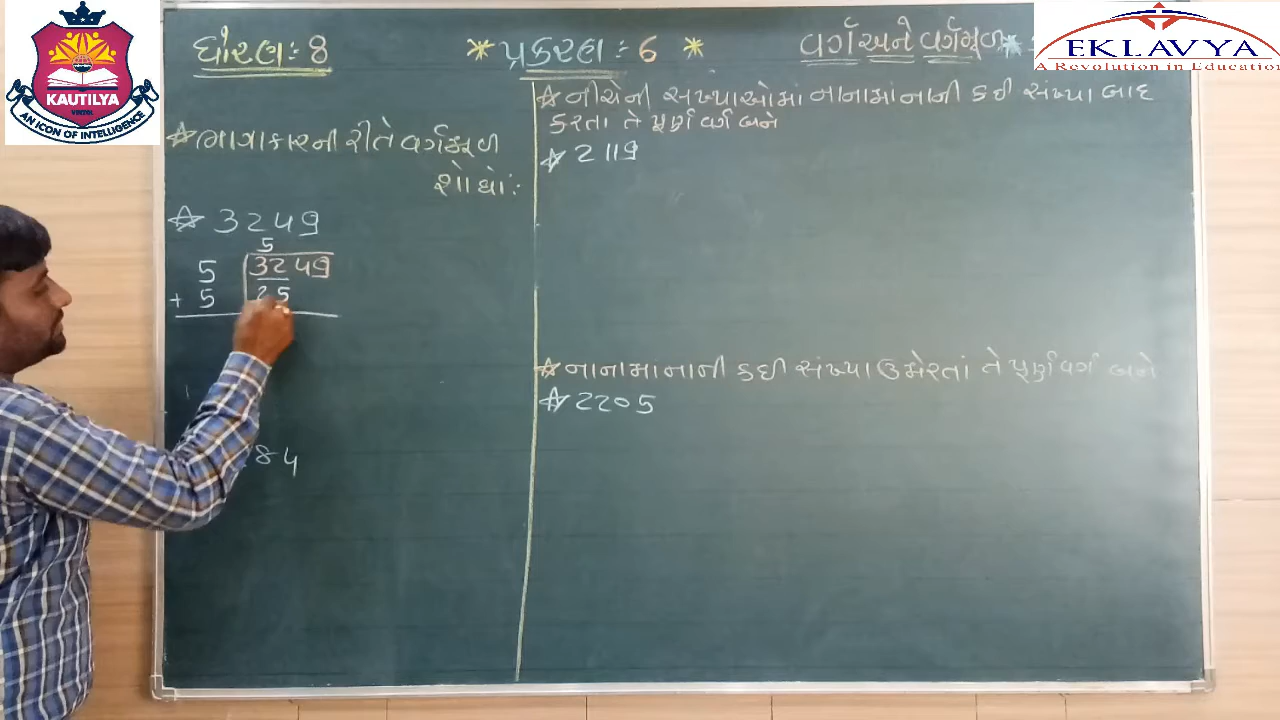 KAUTILYA
VIRTUAL
AN ICON OF INTELLIGENCE
EKLAVYA
A Revolution in Education
ધોરણ : 8
પ્રકરણ : 6
વર્ગ અને વર્ગમૂળ
ભાગાકારની રીતે વર્ગમૂળ
શોધો :
3249
5
5 3249
+ 5 25
84
નીચેની સંખ્યાઓમાં નાનામાં નાની કઈ સંખ્યા બાદ
કરતા તે પૂર્ણ વર્ગ બને
2119
નાનામાં નાની કઈ સંખ્યા ઉમેરતાં તે પૂર્ણ વર્ગ બને
2205